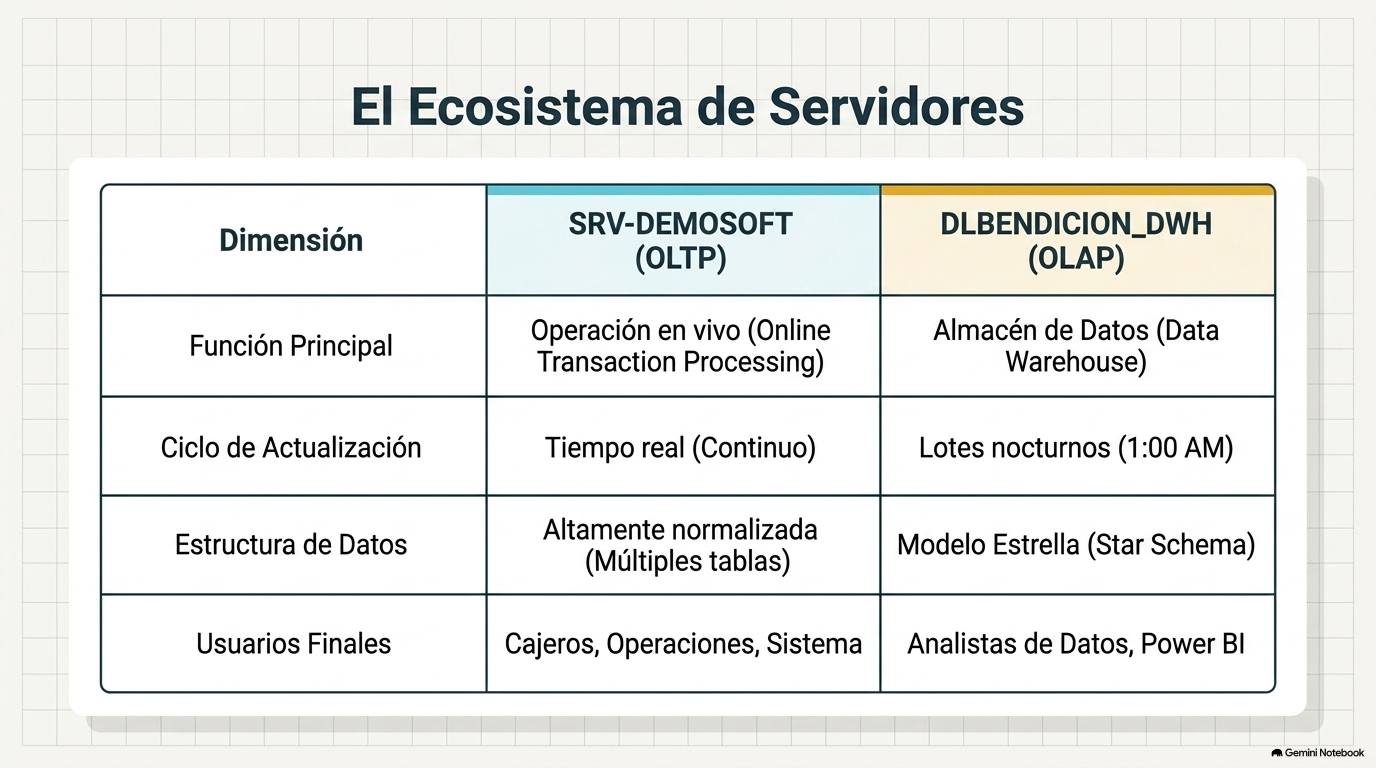 El Ecosistema de Servidores
Dimensión
SRV-DEMOSOFT
(OLTP)
DLBENDICION_DWH
(OLAP)
Función Principal
Operación en vivo (Online
Transaction Processing)
Almacén de Datos (Data
Warehouse)
Ciclo de Actualización
Tiempo real (Continuo)
Lotes nocturnos (1:00 AM)
Estructura de Datos
Altamente normalizada
(Múltiples tablas)
Modelo Estrella (Star Schema)
Usuarios Finales
Cajeros, Operaciones, Sistema
Analistas de Datos, Power BI
Gemini Notebook